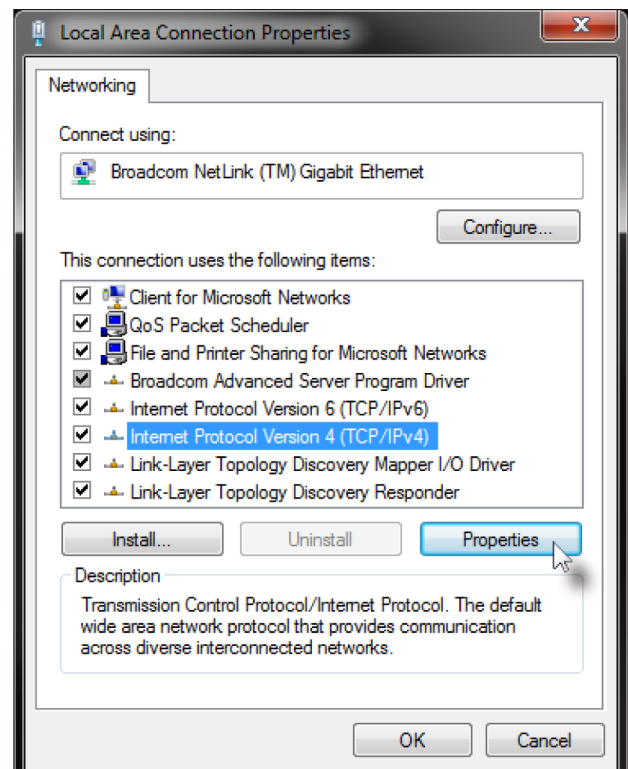 Local Area Connection Properties
Networking
Connect using:
Broadcom NetLink (TM) Gigabit Ethernet
Configure...
This connection uses the following items:
Client for Microsoft Networks
QoS Packet Scheduler
File and Printer Sharing for Microsoft Networks
Broadcom Advanced Server Program Driver
Internet Protocol Version 6 (TCP/IPv6)
Internet Protocol Version 4 (TCP/IPv4)
Link-Layer Topology Discovery Mapper I/O Driver
Link-Layer Topology Discovery Responder
Install... Uninstall Properties
Description
Transmission Control Protocol/Internet Protocol. The default
wide area network protocol that provides communication
across diverse interconnected networks.
OK Cancel